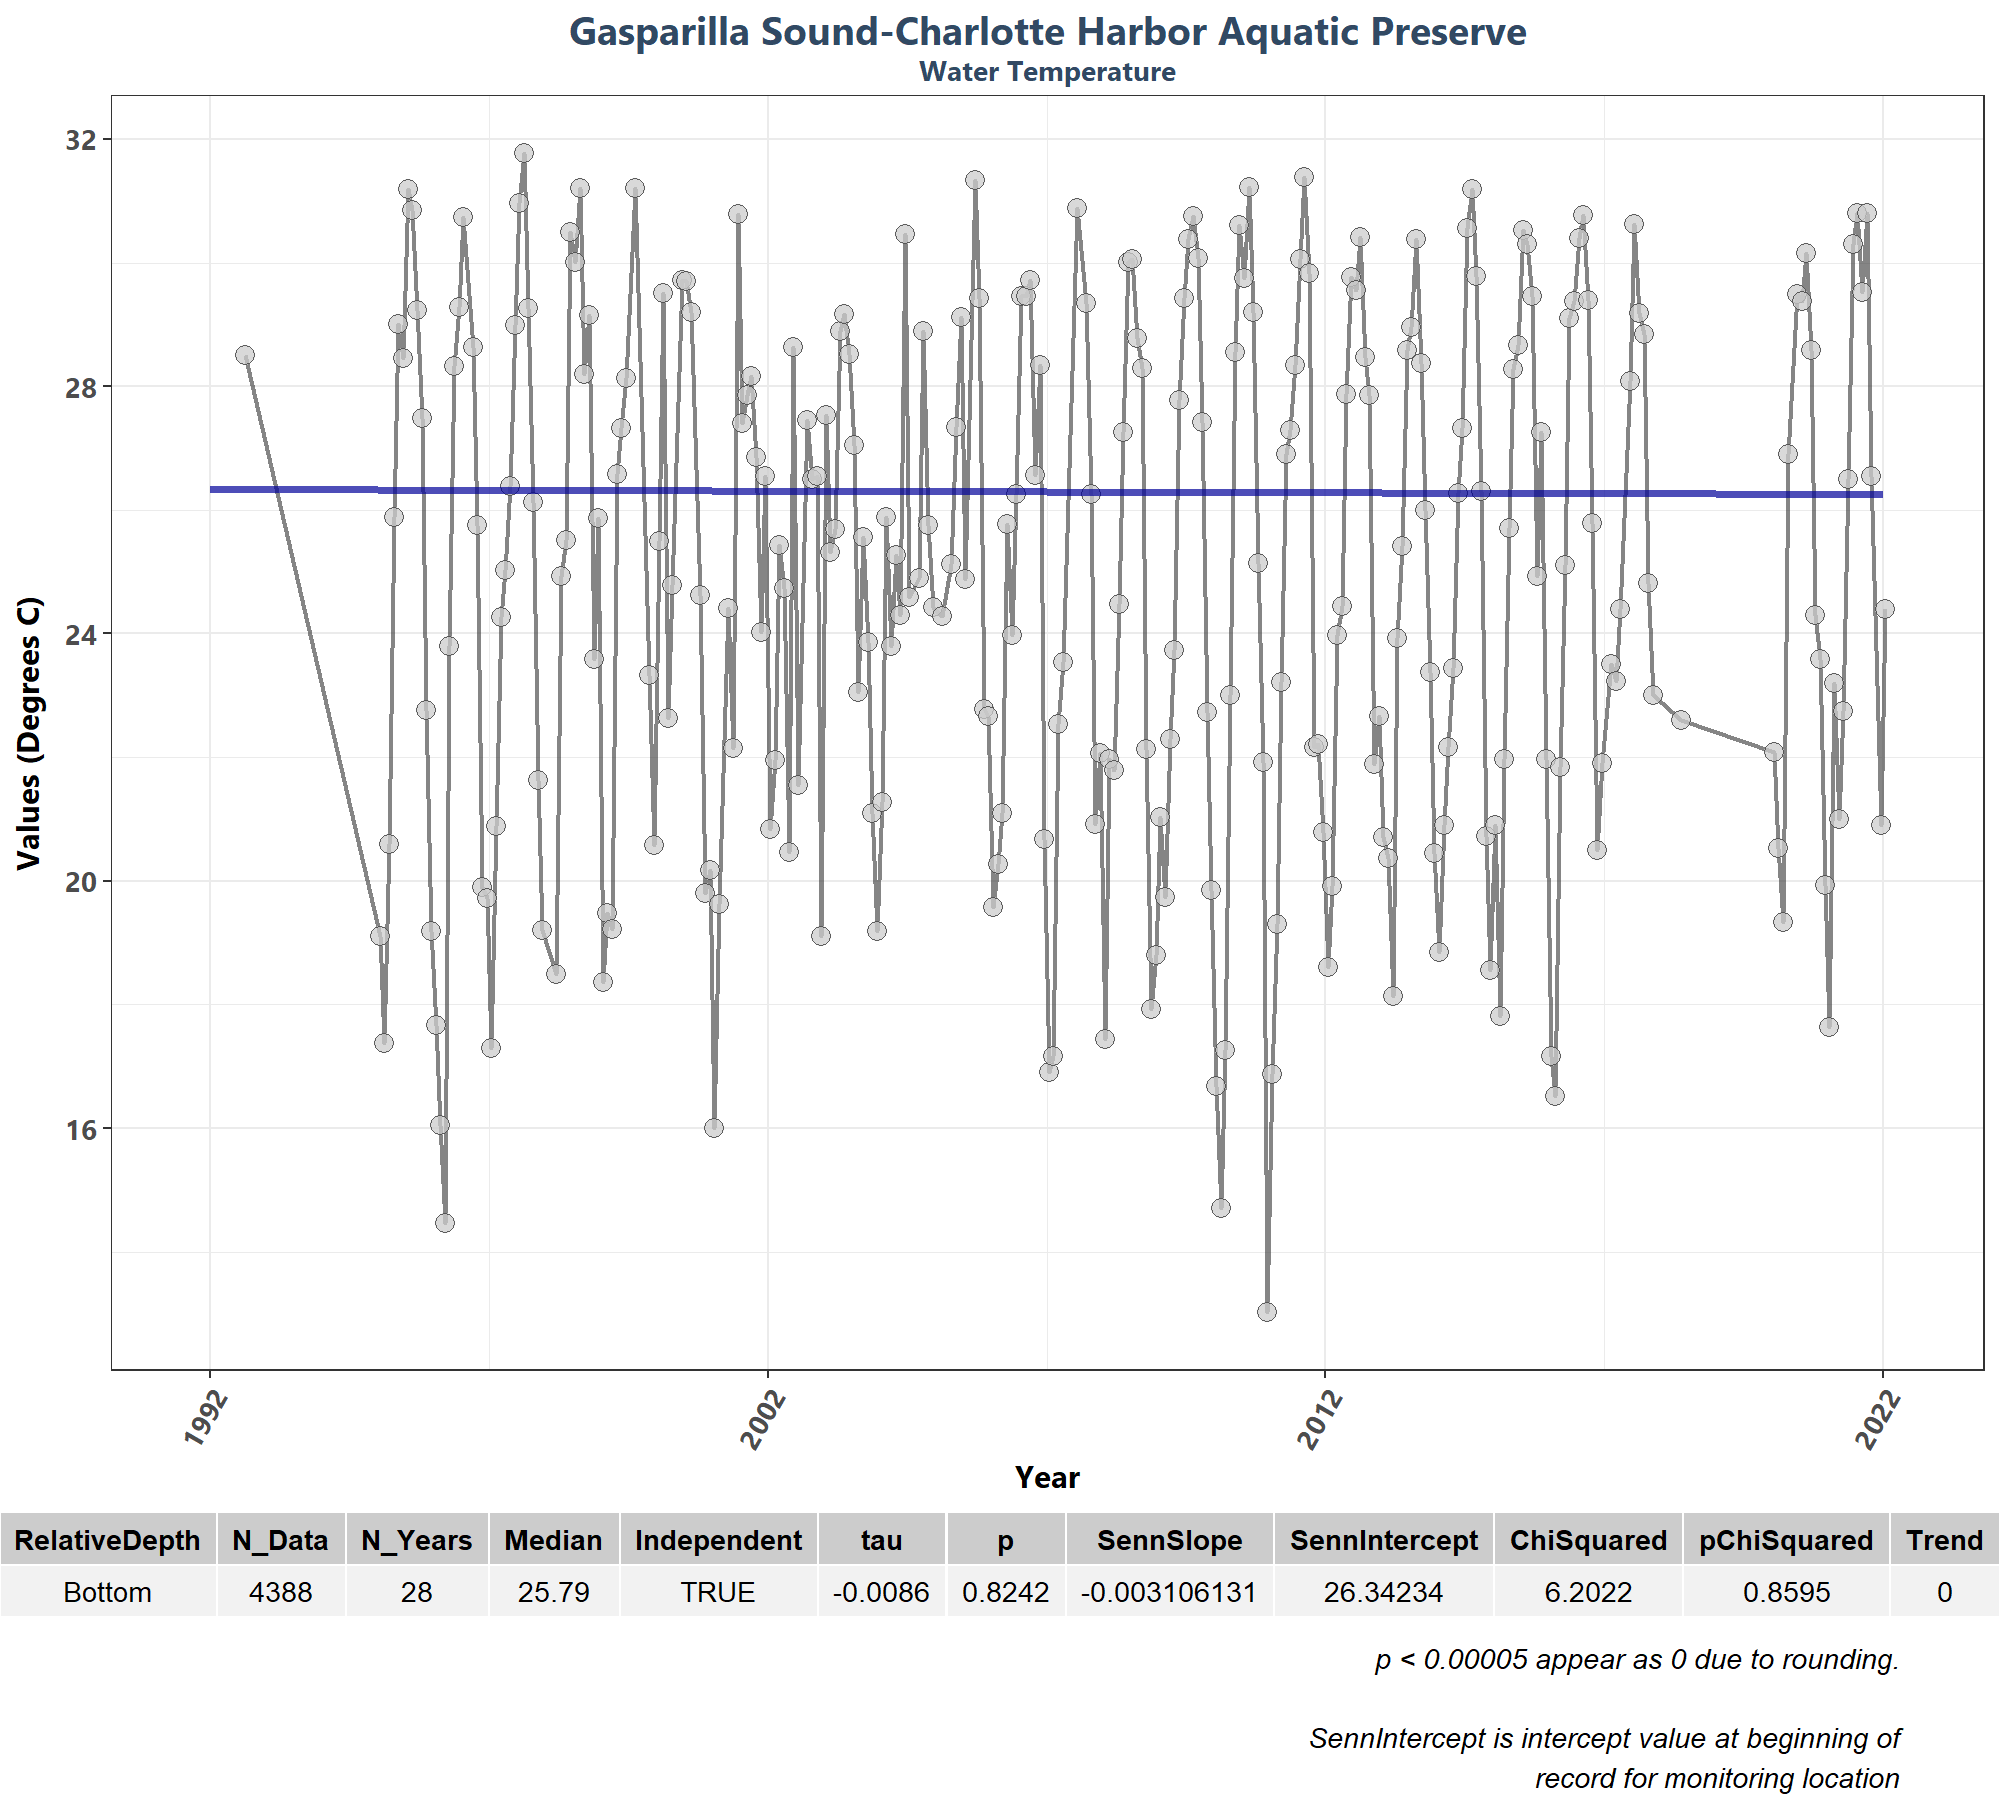 Gasparilla Sound-Charlotte Harbor Aquatic Preserve
Water Temperature
Values (Degrees C)
32
28
24
20
16
1992
2002
2012
2022
Year
RelativeDepth N_Data N_Years Median Independent tau p SennSlope SennIntercept ChiSquared pChiSquared Trend
Bottom 4388 28 25.79 TRUE -0.0086 0.8242 -0.003106131 26.34234 6.2022 0.8595 0
p < 0.00005 appear as 0 due to rounding.
SennIntercept is intercept value at beginning of
record for monitoring location